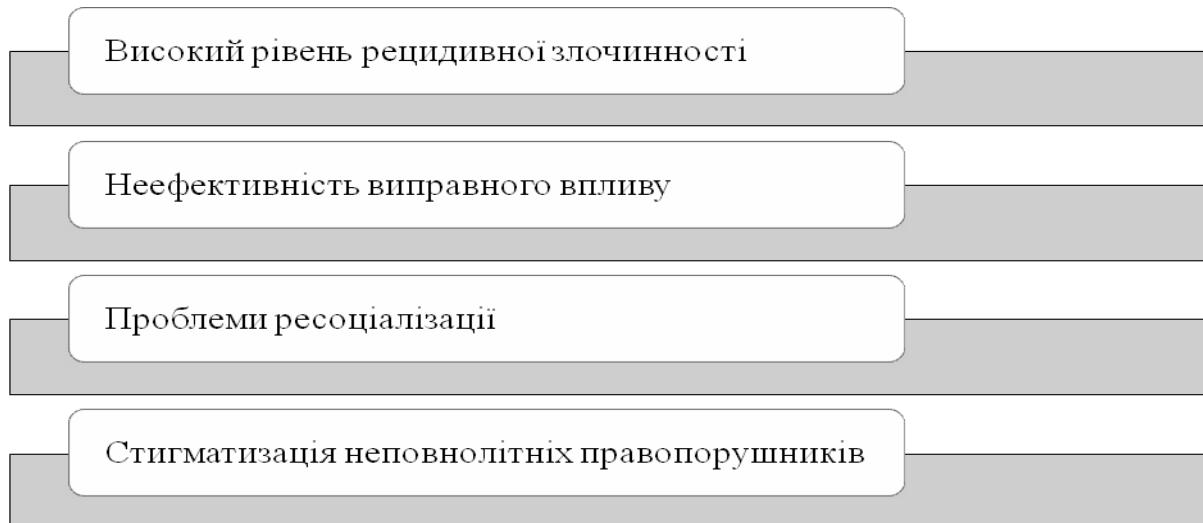 Високий рівень рецидивної злочинності
Неефективність виправного впливу
Проблеми ресоціалізації
Стигматизація неповнолітніх правопорушників